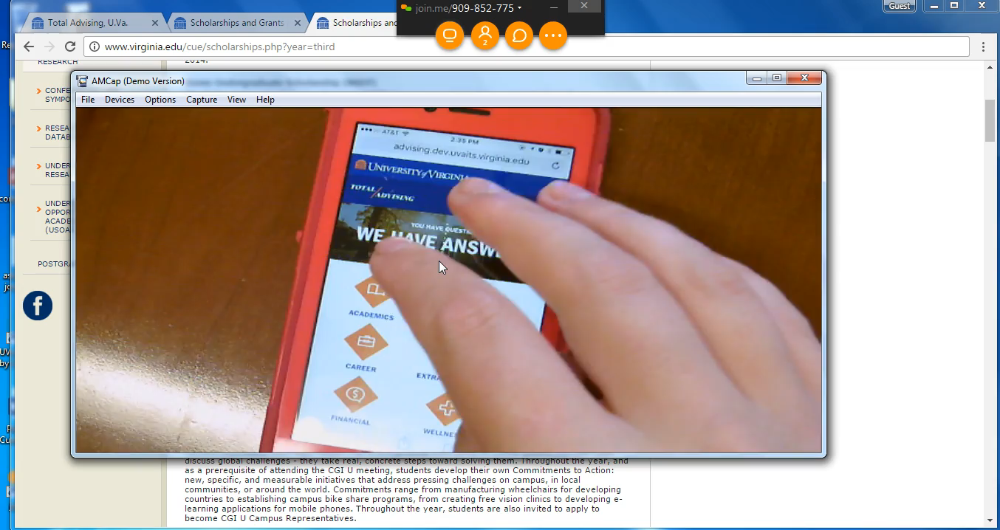 join.me/909-852-775
Guest
Total Advising, U.Va.
Scholarships and Grants
Scholarships and
2
www.virginia.edu/cue/scholarships.php?year=third
RESEARCH
2014.
AMCap (Demo Version)
File Devices Options Capture View Help
CONFE
SYMPO
RESEA
DATAB
UNDER
RESEA
UNDER
OPPOR
ACADE
(USOA
POSTGRA
AT&T
2:35 PM
advising.dev.uvaits.virginia.edu
UNIVERSITY of VIRGINIA
TOTAL ADVISING
YOU HAVE QUESTI
WE HAVE ANSW
ACADEMICS
CAREER
EXTRA
FINANCIAL
WELLNE
discuss global challenges - they take real, concrete steps toward solving them. Throughout the year, and
as a prerequisite of attending the CGI U meeting, students develop their own Commitments to Action:
new, specific, and measurable initiatives that address pressing challenges on campus, in local
communities, or around the world. Commitments range from manufacturing wheelchairs for developing
countries to establishing campus bike share programs, from creating free vision clinics to developing e-
learning applications for mobile phones. Throughout the year, students are also invited to apply to
become CGI U Campus Representatives.